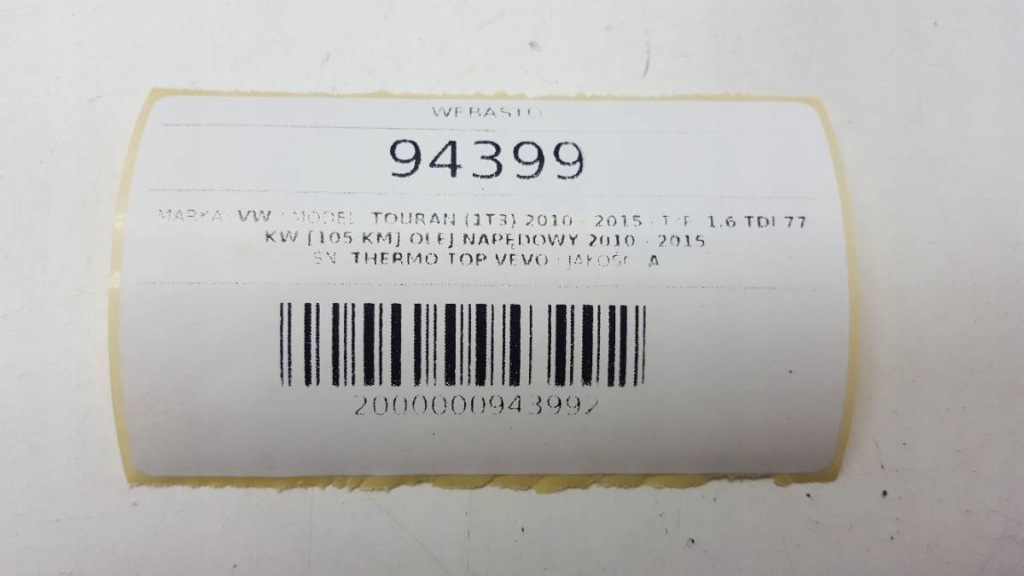 WEBASTO
94399
MARKA: VW | MODEL: TOURAN (1T3) 2010 - 2015 | TYP: 1.6 TDI 77
KW [105 KM] OLEJ NAPĘDOWY 2010 - 2015
SN: THERMO TOP VEVO | JAKOŚĆ: A
2000000943992